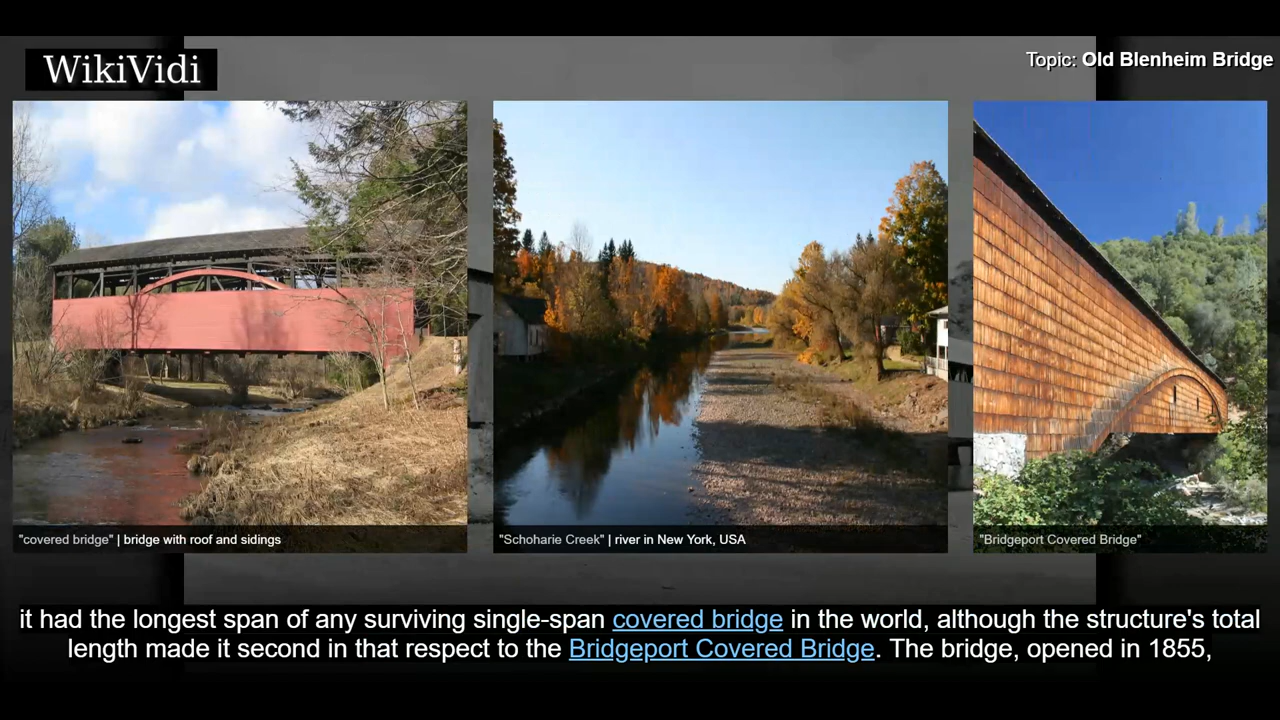 WikiVidi
Topic: Old Blenheim Bridge
"covered bridge" | bridge with roof and sidings
"Schoharie Creek" | river in New York, USA
"Bridgeport Covered Bridge"
it had the longest span of any surviving single-span covered bridge in the world, although the structure's total
length made it second in that respect to the Bridgeport Covered Bridge. The bridge, opened in 1855,